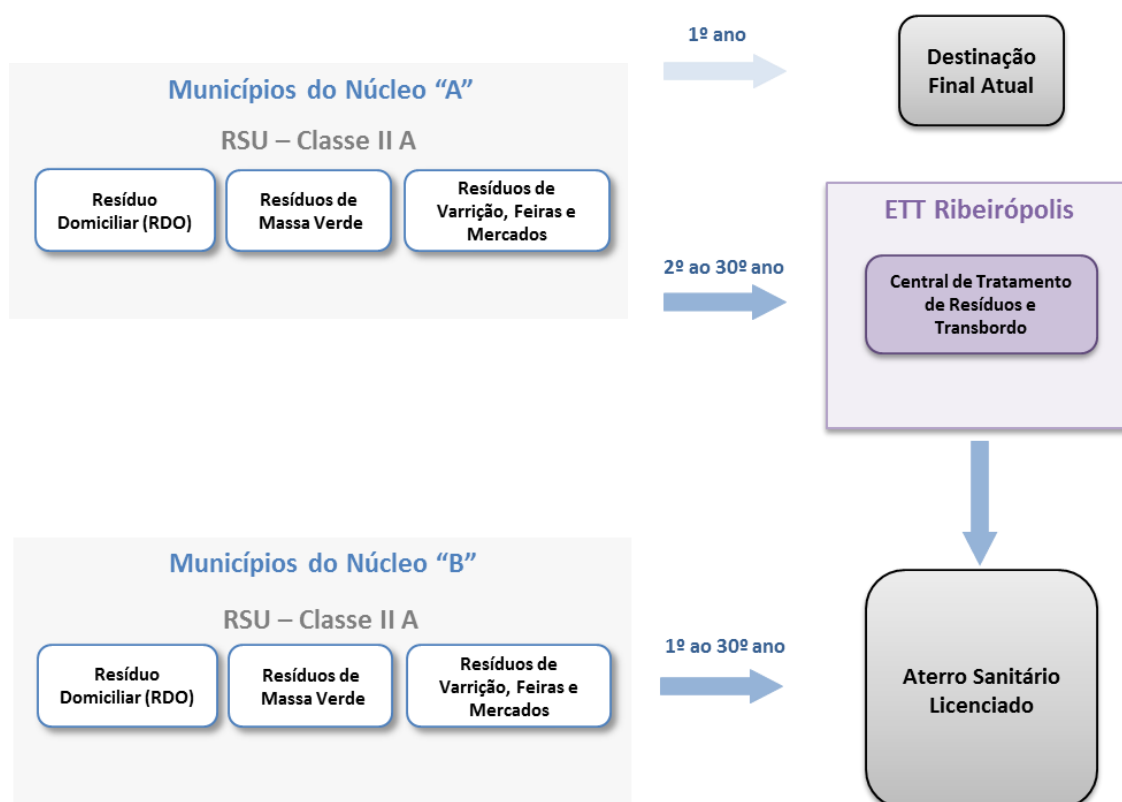 1º ano
Destinação
Final Atual
Municípios do Núcleo “A”
RSU – Classe II A
Resíduo
Domiciliar (RDO)
Resíduos de
Massa Verde
Resíduos de
Varrição, Feiras e
Mercados
2º ao 30º ano
ETT Ribeirópolis
Central de Tratamento
de Resíduos e
Transbordo
Municípios do Núcleo “B”
RSU – Classe II A
Resíduo
Domiciliar (RDO)
Resíduos de
Massa Verde
Resíduos de
Varrição, Feiras e
Mercados
1º ao 30º ano
Aterro Sanitário
Licenciado